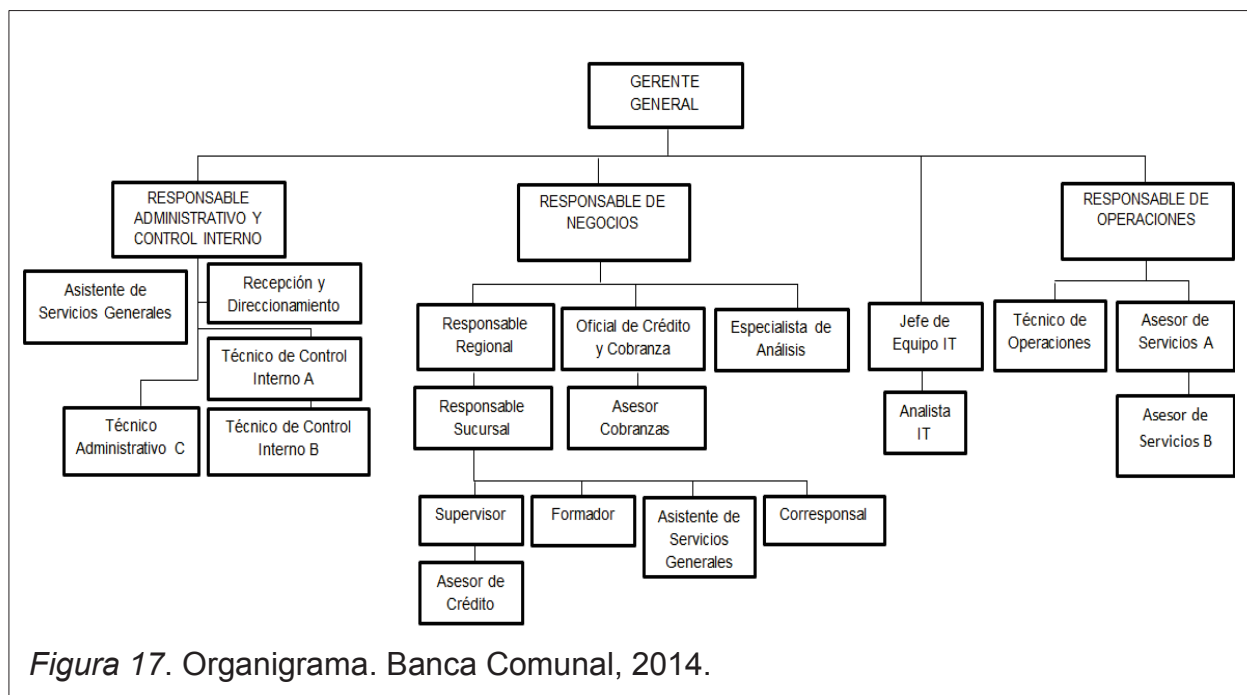 GERENTE
GENERAL
RESPONSABLE
ADMINISTRATIVO Y
CONTROL INTERNO
RESPONSABLE DE
NEGOCIOS
RESPONSABLE DE
OPERACIONES
Asistente de
Servicios Generales
Recepción y
Direccionamiento
Técnico de Control
Interno A
Técnico
Administrativo C
Técnico de Control
Interno B
Responsable
Regional
Oficial de Crédito
y Cobranza
Especialista de
Análisis
Jefe de
Equipo IT
Técnico de
Operaciones
Asesor de
Servicios A
Responsable
Sucursal
Asesor
Cobranzas
Analista
IT
Asesor de
Servicios B
Supervisor
Formador
Asistente de
Servicios
Generales
Corresponsal
Asesor de
Crédito
Figura 17. Organigrama. Banca Comunal, 2014.